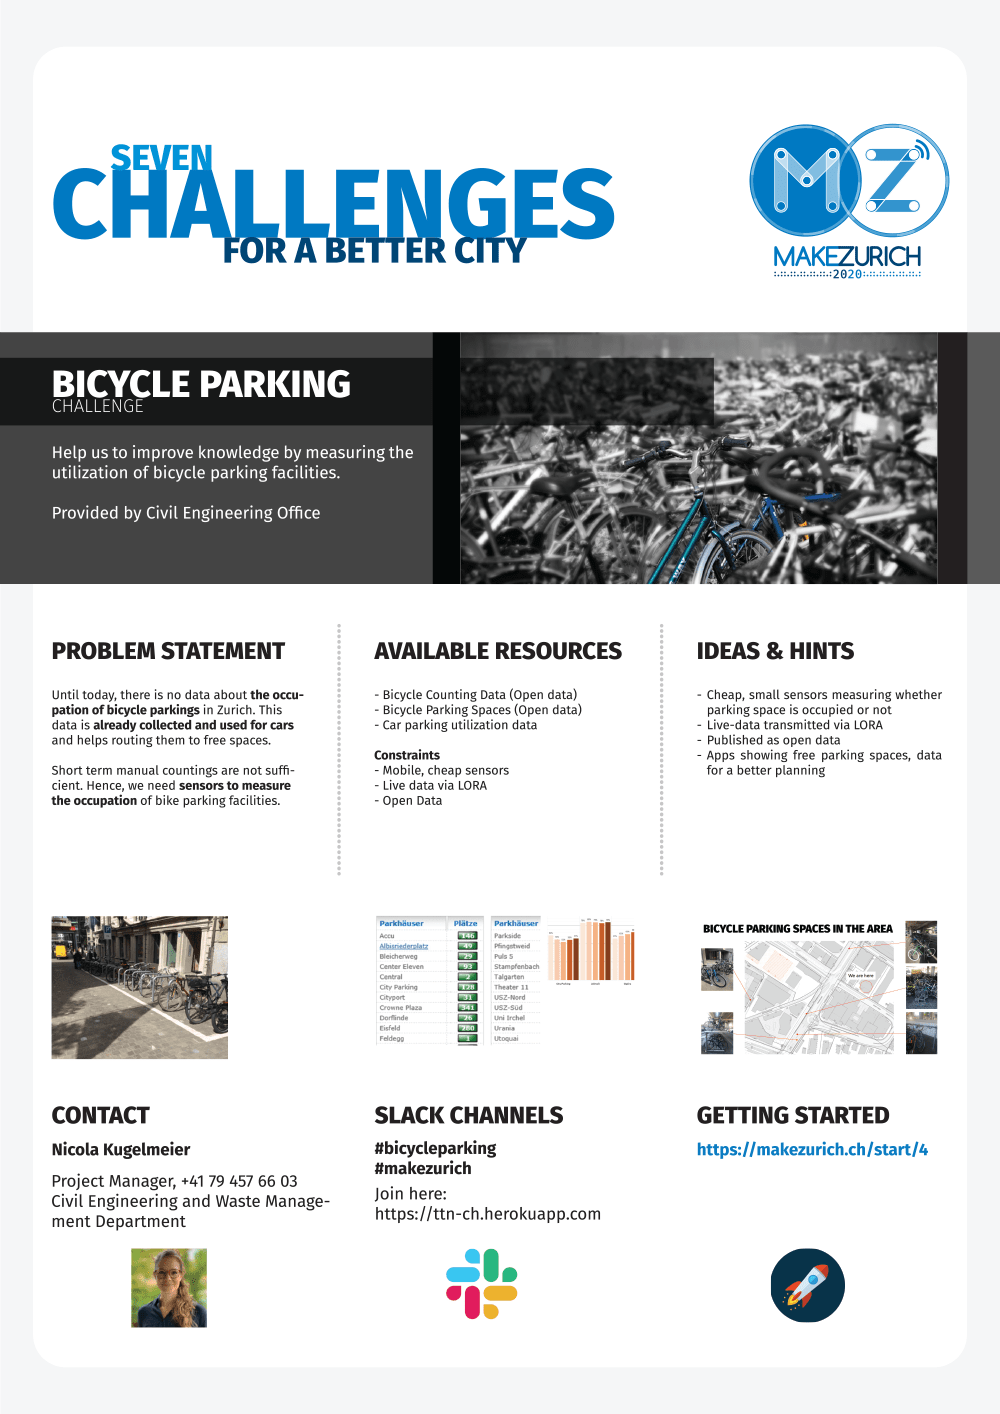 SEVEN
CHALLENGES
FOR A BETTER CITY
MZ
MAKEZURICH
2020
BICYCLE PARKING
CHALLENGE
Help us to improve knowledge by measuring the
utilization of bicycle parking facilities.
Provided by Civil Engineering Office
PROBLEM STATEMENT
Until today, there is no data about the occu-
pation of bicycle parkings in Zurich. This
data is already collected and used for cars
and helps routing them to free spaces.
Short term manual countings are not suffi-
cient. Hence, we need sensors to measure
the occupation of bike parking facilities.
AVAILABLE RESOURCES
- Bicycle Counting Data (Open data)
- Bicycle Parking Spaces (Open data)
- Car parking utilization data
Constraints
- Mobile, cheap sensors
- Live data via LORA
- Open Data
IDEAS & HINTS
- Cheap, small sensors measuring whether
parking space is occupied or not
- Live-data transmitted via LORA
- Published as open data
- Apps showing free parking spaces, data
for a better planning
Parkhäuser Plätze
Accu 146
Albisriederplatz 49
Bleicherweg 29
Center Eleven 93
Central 2
City Parking 128
Cityport 31
Crowne Plaza 341
Dorflinde 26
Eisfeld 280
Feldegg 1
Parkhäuser
Parkside
Pfingstweid
Puls 5
Stampfenbach
Talgarten
Theater 11
USZ-Nord
USZ-Süd
Uni Irchel
Urania
Utoquai
BICYCLE PARKING SPACES IN THE AREA
We are here
CONTACT
Nicola Kugelmeier
Project Manager, +41 79 457 66 03
Civil Engineering and Waste Manage-
ment Department
SLACK CHANNELS
#bicycleparking
#makezurich
Join here:
https://ttn-ch.herokuapp.com
GETTING STARTED
https://makezurich.ch/start/4